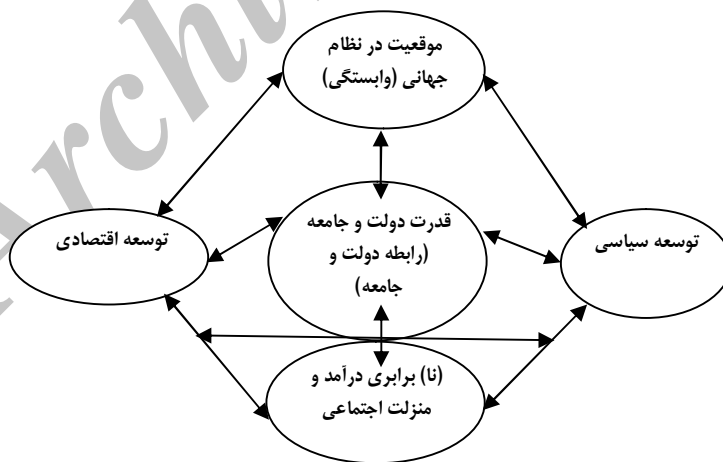 موقعیت در نظام
جهانی (وابستگی)
توسعه سیاسی
قدرت دولت و جامعه
(رابطه دولت و
جامعه)
توسعه اقتصادی
(نا) برابری درآمد و
منزلت اجتماعی